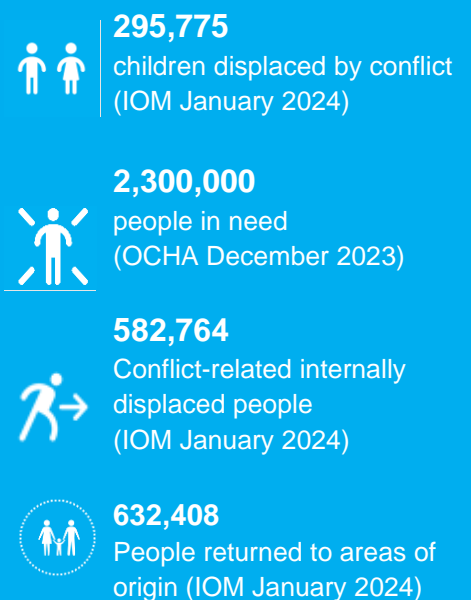 295,775
children displaced by conflict
(IOM January 2024)
2,300,000
people in need
(OCHA December 2023)
582,764
Conflict-related internally
displaced people
(IOM January 2024)
632,408
People returned to areas of
origin (IOM January 2024)